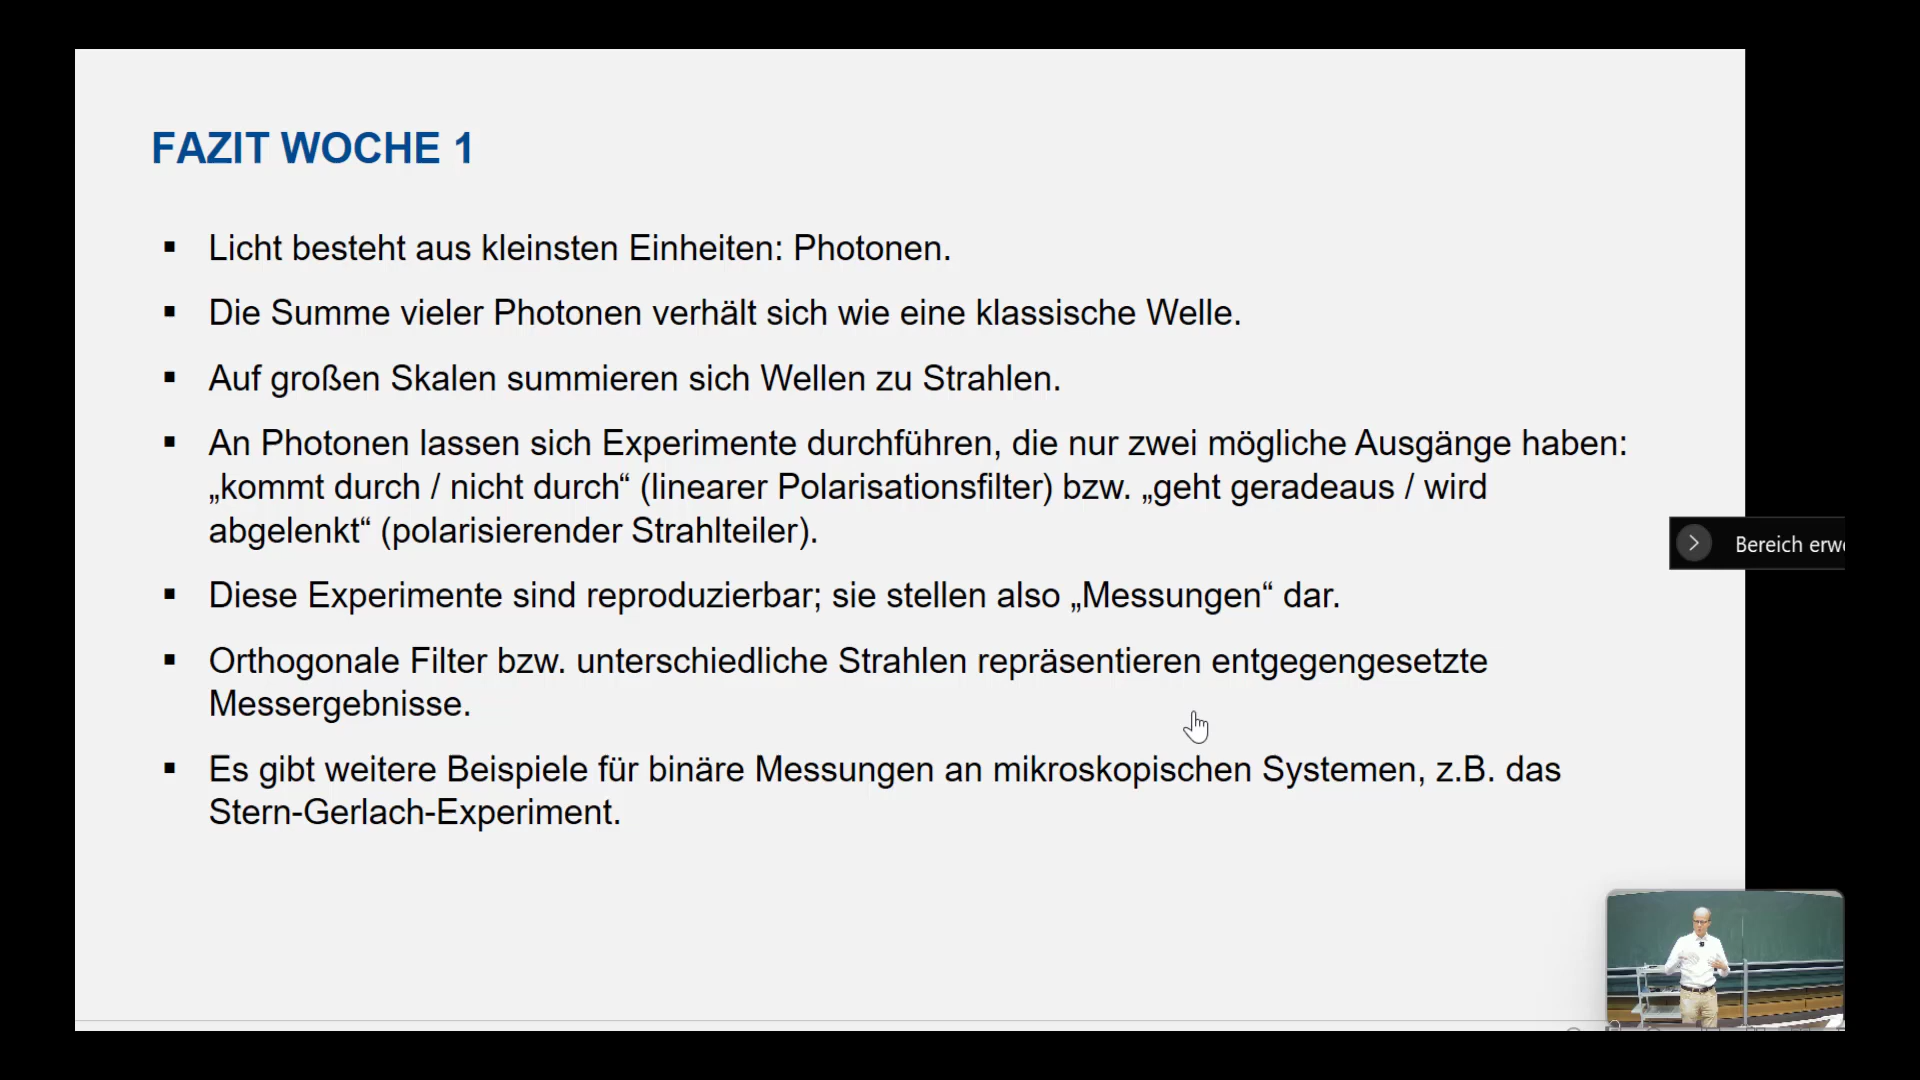 FAZIT WOCHE 1
▪ Licht besteht aus kleinsten Einheiten: Photonen.
▪ Die Summe vieler Photonen verhält sich wie eine klassische Welle.
▪ Auf großen Skalen summieren sich Wellen zu Strahlen.
▪ An Photonen lassen sich Experimente durchführen, die nur zwei mögliche Ausgänge haben:
„kommt durch / nicht durch“ (linearer Polarisationsfilter) bzw. „geht geradeaus / wird
abgelenkt“ (polarisierender Strahlteiler).
▪ Diese Experimente sind reproduzierbar; sie stellen also „Messungen“ dar.
▪ Orthogonale Filter bzw. unterschiedliche Strahlen repräsentieren entgegengesetzte
Messergebnisse.
▪ Es gibt weitere Beispiele für binäre Messungen an mikroskopischen Systemen, z.B. das
Stern-Gerlach-Experiment.
Bereich